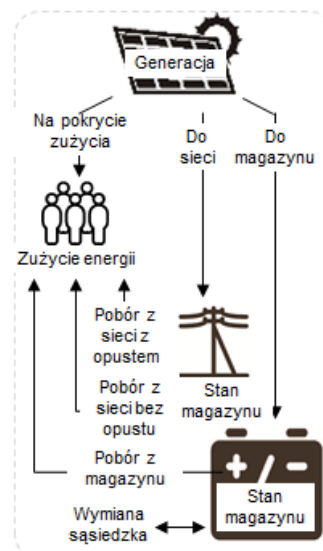 Generacja
Na pokrycie
zużycia
Do
sieci
Do
magazynu
Zużycie energii
Pobór z
sieci z
opustem
Stan
magazynu
Pobór z
sieci bez
opustu
Pobór z
magazynu
+ / -
Stan
magazynu
Wymiana
sąsiedzka